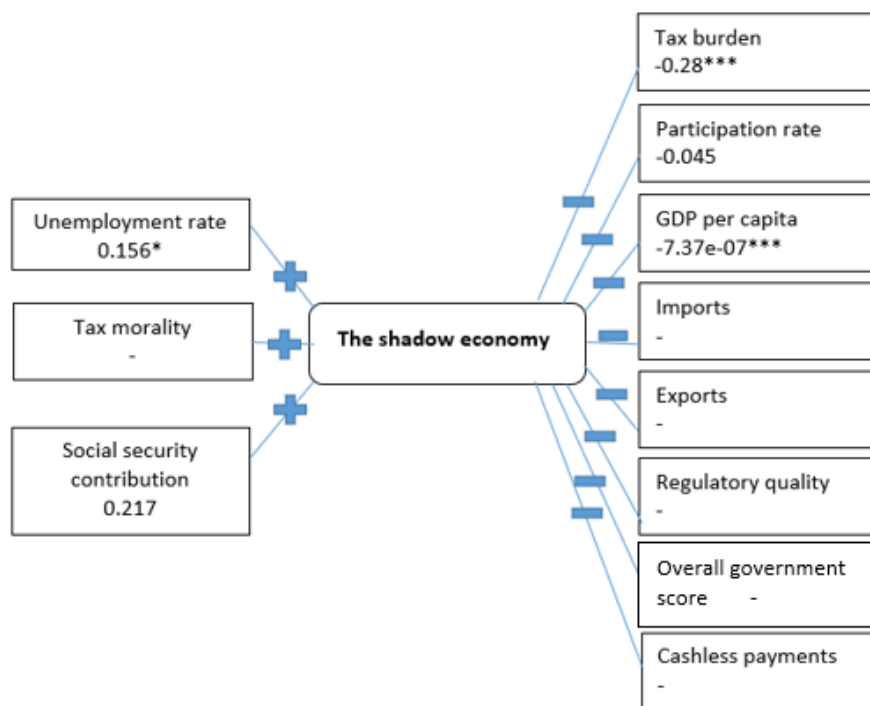 Unemployment rate
0.156*
Tax morality
-
Social security
contribution
0.217
The shadow economy
Tax burden
-0.28***
Participation rate
-0.045
GDP per capita
-7.37e-07***
Imports
-
Exports
-
Regulatory quality
-
Overall government
score -
Cashless payments
-